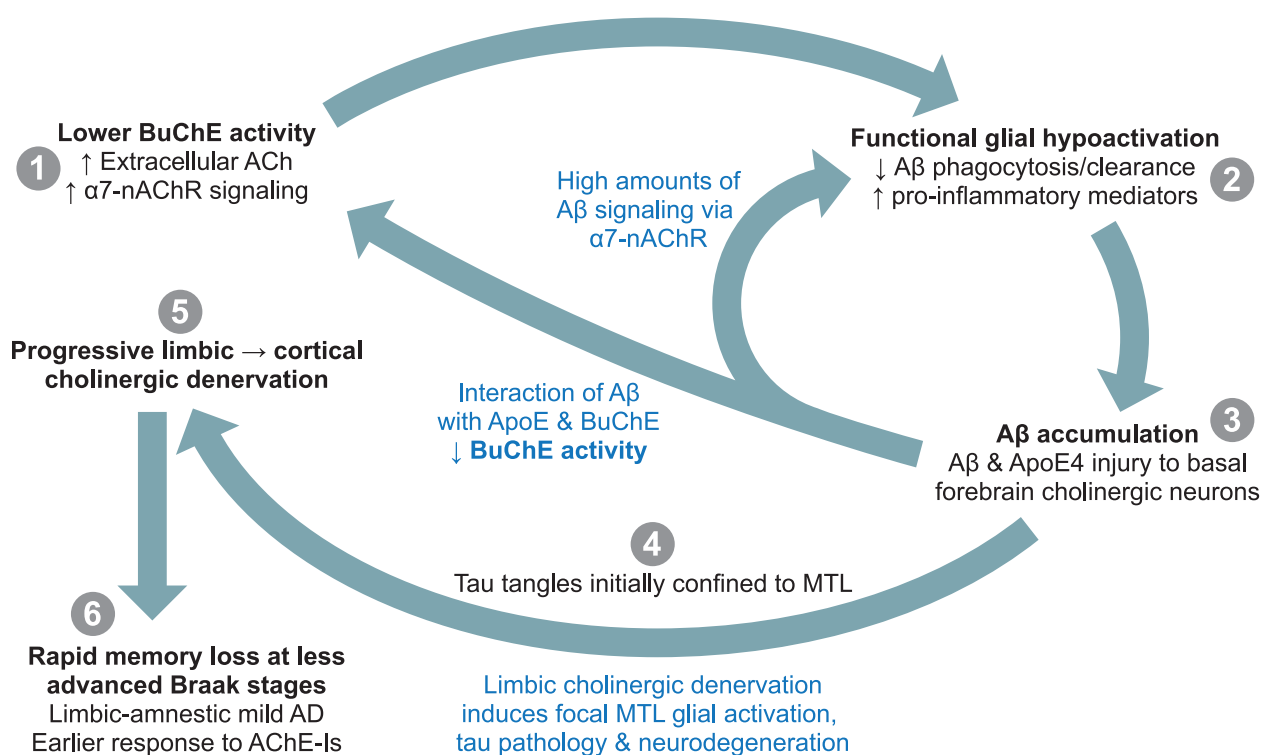 1
Lower BuChE activity
↑ Extracellular ACh
↑ α7-nAChR signaling
Functional glial hypoactivation
↓ Aβ phagocytosis/clearance
↑ pro-inflammatory mediators
2
High amounts of
Aβ signaling via
α7-nAChR
3
Aβ accumulation
Aβ & ApoE4 injury to basal
forebrain cholinergic neurons
Interaction of Aβ
with ApoE & BuChE
↓ BuChE activity
4
Tau tangles initially confined to MTL
Limbic cholinergic denervation
induces focal MTL glial activation,
tau pathology & neurodegeneration
5
Progressive limbic → cortical
cholinergic denervation
6
Rapid memory loss at less
advanced Braak stages
Limbic-amnestic mild AD
Earlier response to AChE-Is